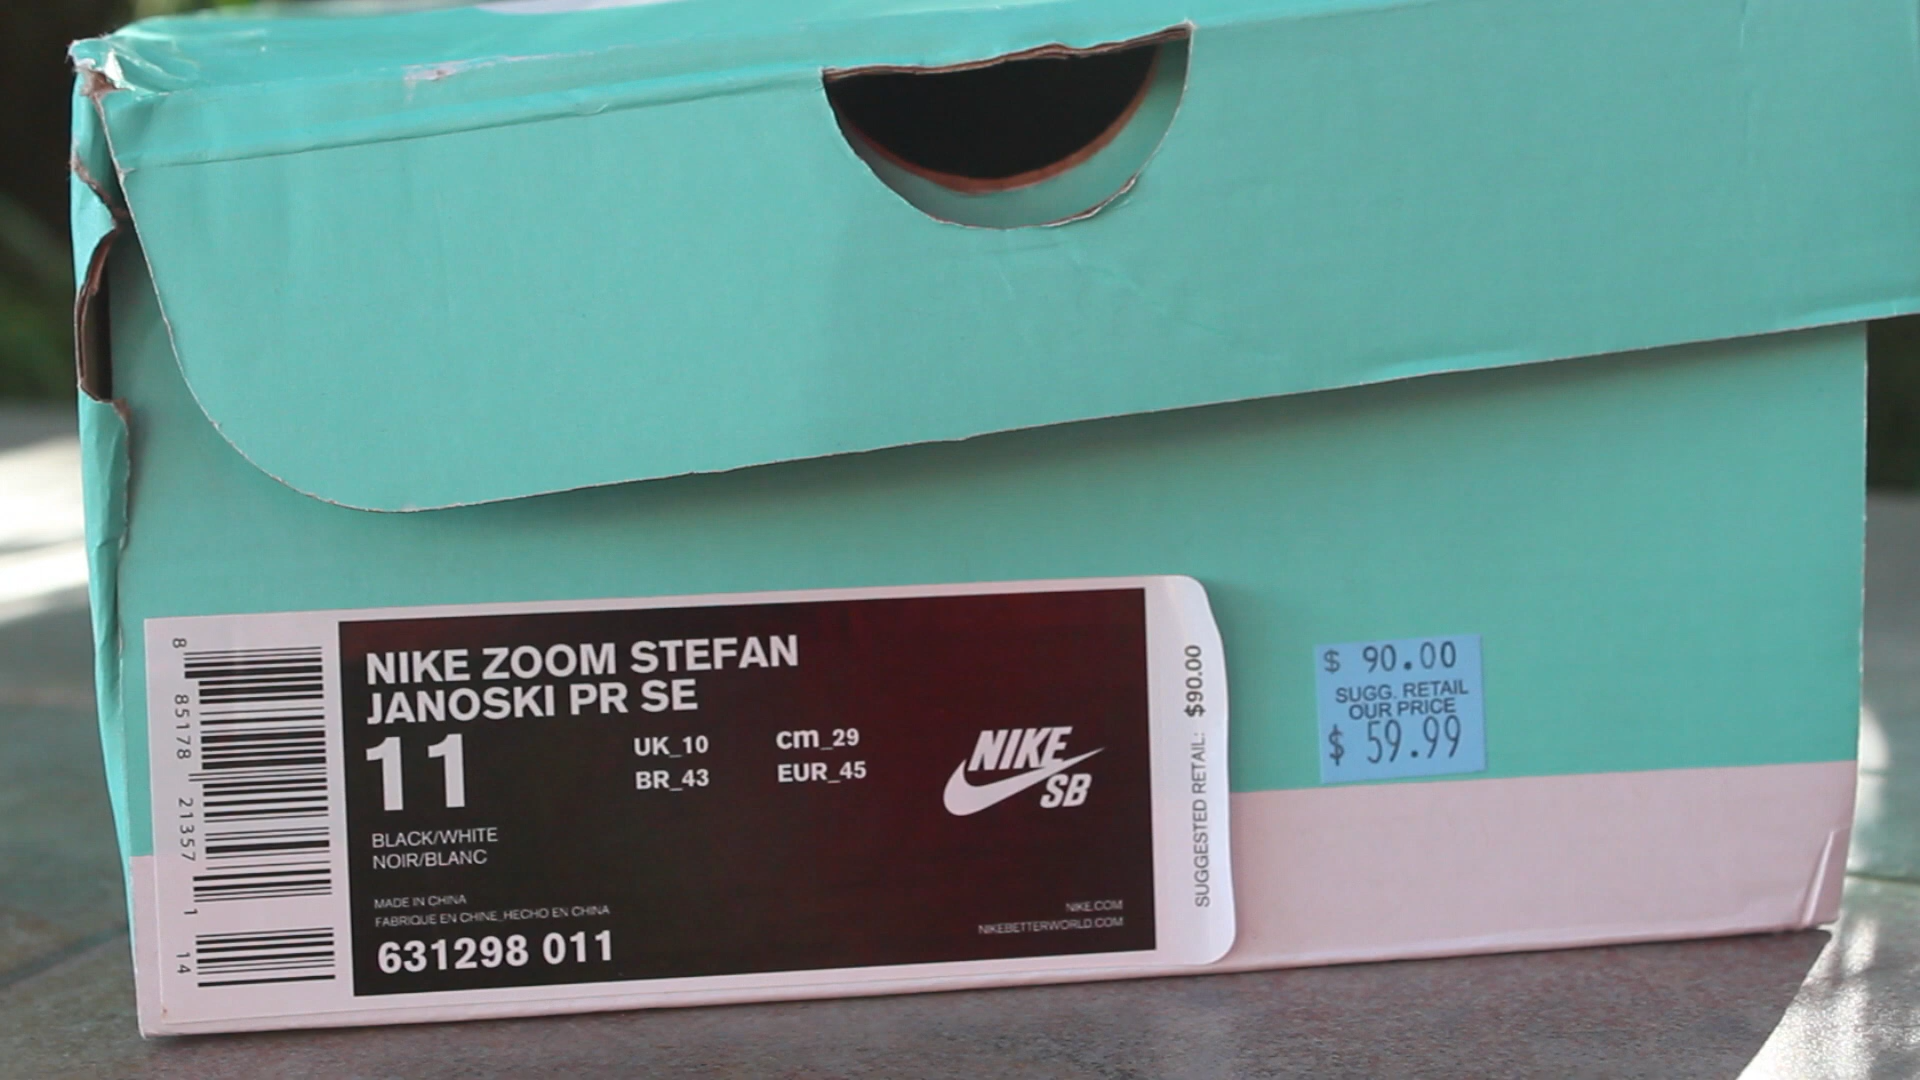 8 85178 21357 1 14
NIKE ZOOM STEFAN
JANOSKI PR SE
11
UK_10
cm_29
BR_43
EUR_45
BLACK/WHITE
NOIR/BLANC
MADE IN CHINA
FABRIQUE EN CHINE_HECHO EN CHINA
631298 011
NIKE
SB
NIKE.COM
NIKEBETTERWORLD.COM
SUGGESTED RETAIL: $90.00
$ 90.00
SUGG. RETAIL
OUR PRICE
$ 59.99